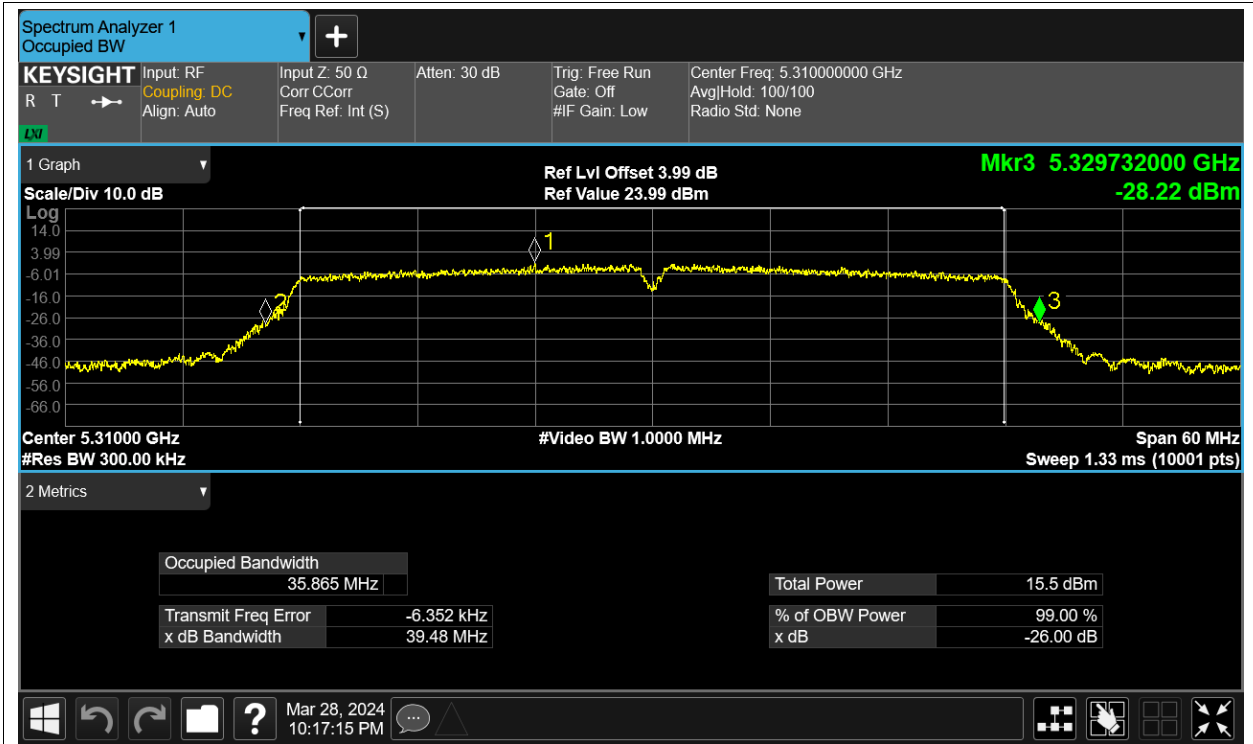 Spectrum Analyzer 1
Occupied BW
+
KEYSIGHT
R T
LXI
Input: RF
Coupling: DC
Align: Auto
Input Z: 50 Ω
Corr CCorr
Freq Ref: Int (S)
Atten: 30 dB
Trig: Free Run
Gate: Off
#IF Gain: Low
Center Freq: 5.310000000 GHz
Avg|Hold: 100/100
Radio Std: None
1 Graph
Scale/Div 10.0 dB
Ref Lvl Offset 3.99 dB
Ref Value 23.99 dBm
Mkr3 5.329732000 GHz
-28.22 dBm
Log
14.0
3.99
-6.01
-16.0
-26.0
-36.0
-46.0
-56.0
-66.0
1
2
3
Center 5.31000 GHz
#Video BW 1.0000 MHz
Span 60 MHz
#Res BW 300.00 kHz
Sweep 1.33 ms (10001 pts)
2 Metrics
Occupied Bandwidth
35.865 MHz
Total Power 15.5 dBm
Transmit Freq Error -6.352 kHz
% of OBW Power 99.00 %
x dB Bandwidth 39.48 MHz
x dB -26.00 dB
?
Mar 28, 2024
10:17:15 PM